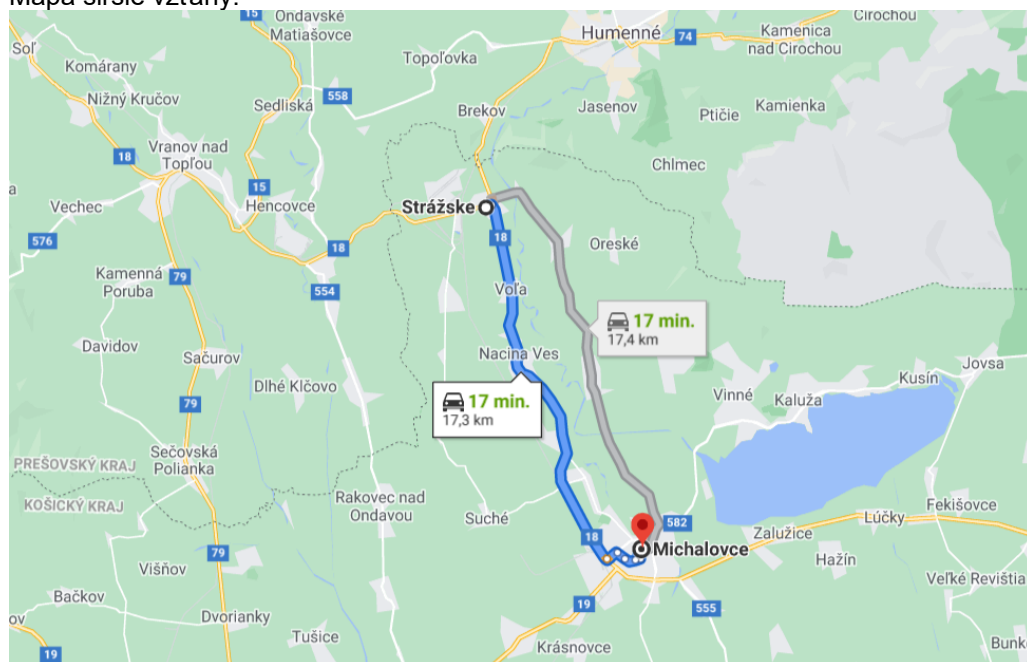 Mapa širšie vzťahy:
Ondavské
Matiašovce
15
Cirochou
Soľ
Humenné
74
Kamenica
nad Cirochou
Komárany
Topoľovka
Nižný Kručov
Sedliská
558
Brekov
Jasenov
Ptičie
Kamienka
18
Vranov nad
Topľou
Chlmec
a
Vechec
15
Hencovce
Strážske
576
18
18
Oreské
Kamenná
Poruba
79
554
Voľa
17 min.
17,4 km
Davidov
Sačurov
Nacina Ves
Jovsa
Kusín
Dlhé Klčovo
17 min.
17,3 km
Vinné
Kaluža
79
Sečovská
Polianka
PREŠOVSKÝ KRAJ
KOŠICKÝ KRAJ
Rakovec nad
Ondavou
Suché
582
Fekišovce
Lúčky
18
Michalovce
Zalužice
79
Hažín
Višňov
Veľké Revištia
Bačkov
19
555
ov
Dvorianky
Tušice
Krásnovce
Bunk
19